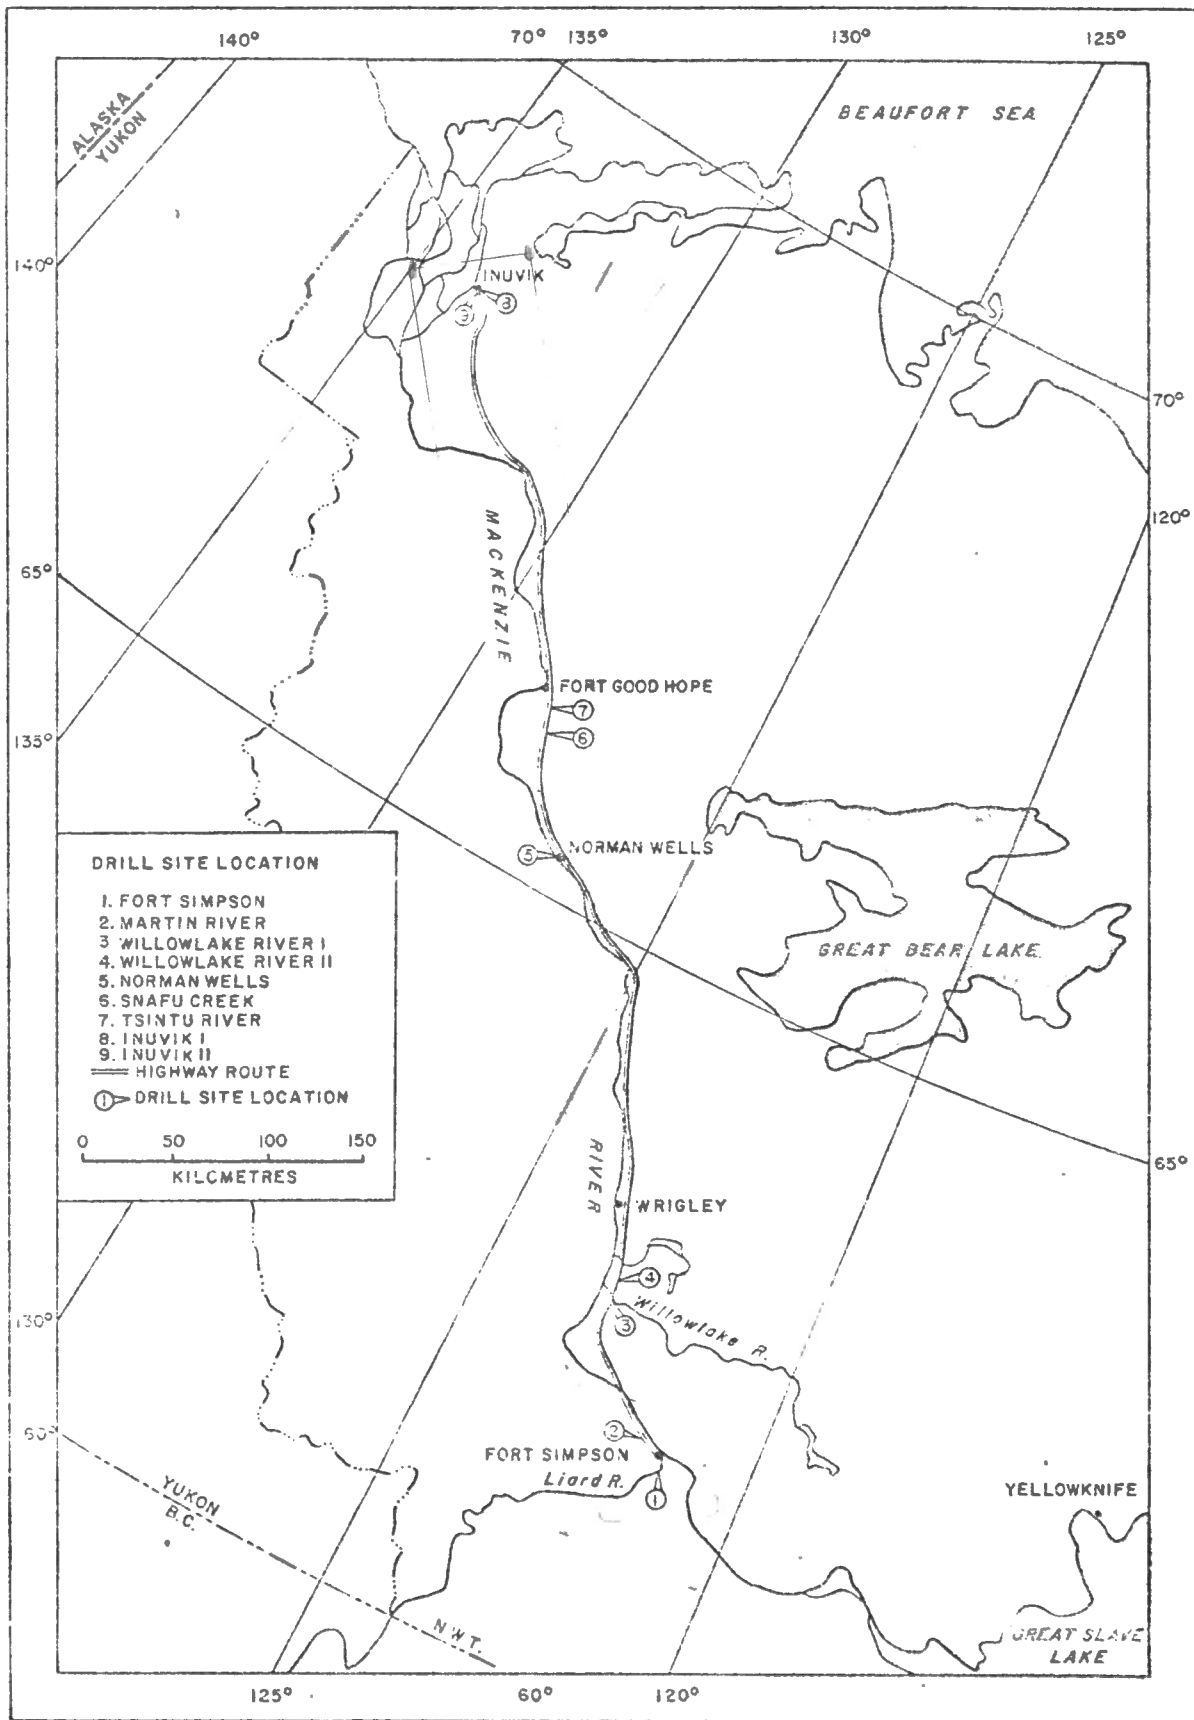 140° 70° 135° 130° 125°
ALASKA
YUKON
BEAUFORT SEA
140°
INUVIK
9 8
70°
120°
MACKENZIE
65°
FORT GOOD HOPE
7
6
135°
DRILL SITE LOCATION
1. FORT SIMPSON
2. MARTIN RIVER
3 WILLOWLAKE RIVER I
4. WILLOWLAKE RIVER II
5. NORMAN WELLS
6. SNAFU CREEK
7. TSINTU RIVER
8. INUVIK I
9. INUVIK II
HIGHWAY ROUTE
1 DRILL SITE LOCATION
0 50 100 150
KILCMETRES
5 NORMAN WELLS
GREAT BEAR LAKE
65°
RIVER
WRIGLEY
4
Willowlake R.
3
130°
2
60°
FORT SIMPSON
Liard R.
1
YUKON
B.C.
YELLOWKNIFE
N.W.T.
GREAT SLAVE
LAKE
125° 60° 120°